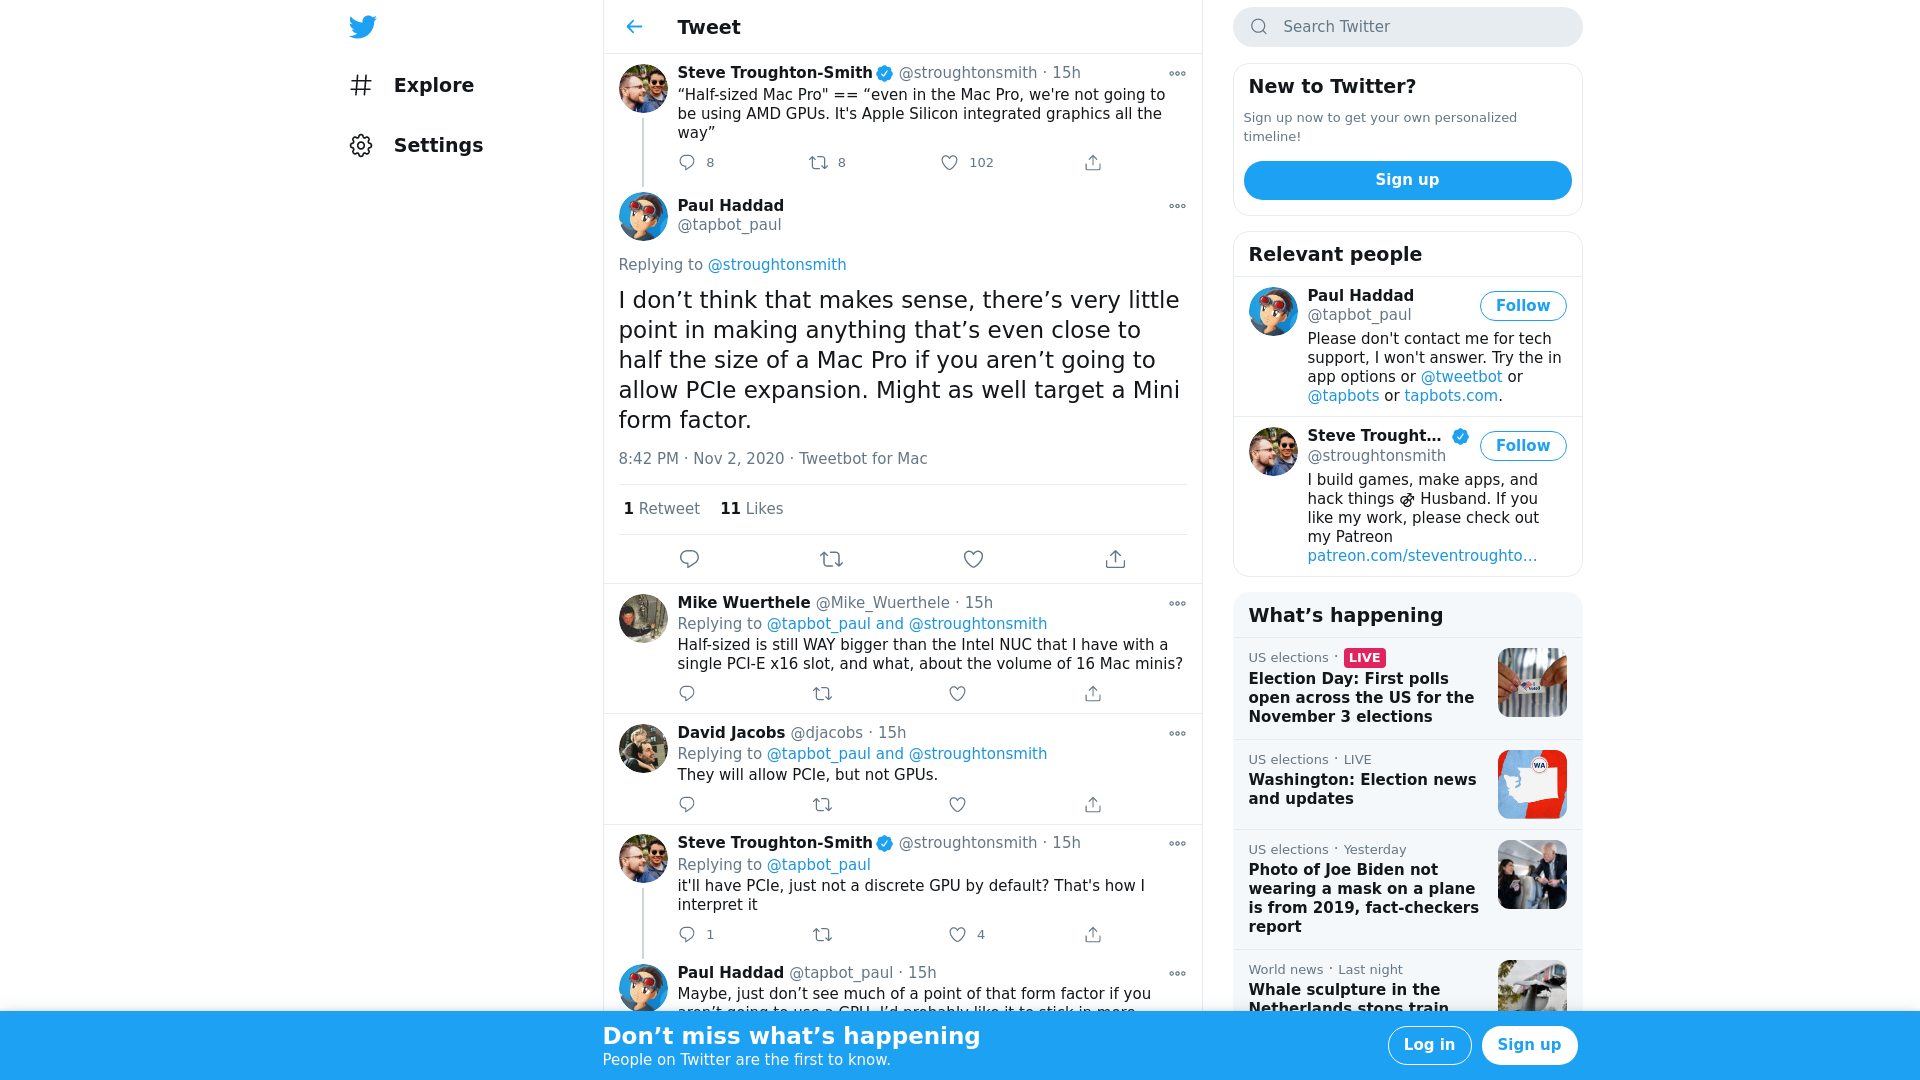 Explore
Settings
Tweet
Steve Troughton-Smith @stroughtonsmith · 15h
“Half-sized Mac Pro" == “even in the Mac Pro, we're not going to
be using AMD GPUs. It's Apple Silicon integrated graphics all the
way”
8 8 102
Paul Haddad
@tapbot_paul
Replying to @stroughtonsmith
I don’t think that makes sense, there’s very little
point in making anything that’s even close to
half the size of a Mac Pro if you aren’t going to
allow PCIe expansion. Might as well target a Mini
form factor.
8:42 PM · Nov 2, 2020 · Tweetbot for Mac
1 Retweet 11 Likes
Mike Wuerthele @Mike_Wuerthele · 15h
Replying to @tapbot_paul and @stroughtonsmith
Half-sized is still WAY bigger than the Intel NUC that I have with a
single PCI-E x16 slot, and what, about the volume of 16 Mac minis?
David Jacobs @djacobs · 15h
Replying to @tapbot_paul and @stroughtonsmith
They will allow PCIe, but not GPUs.
Steve Troughton-Smith @stroughtonsmith · 15h
Replying to @tapbot_paul
it'll have PCIe, just not a discrete GPU by default? That's how I
interpret it
1 4
Paul Haddad @tapbot_paul · 15h
Maybe, just don’t see much of a point of that form factor if you
aren’t going to use a GPU. I’d probably like it to stick in more
Search Twitter
New to Twitter?
Sign up now to get your own personalized
timeline!
Sign up
Relevant people
Paul Haddad
@tapbot_paul
Follow
Please don't contact me for tech
support, I won't answer. Try the in
app options or @tweetbot or
@tapbots or tapbots.com.
Steve Trought...
@stroughtonsmith
Follow
I build games, make apps, and
hack things ⚣ Husband. If you
like my work, please check out
my Patreon
patreon.com/steventroughto…
What’s happening
US elections · LIVE
Election Day: First polls
open across the US for the
November 3 elections
US elections · LIVE
Washington: Election news
and updates
WA
US elections · Yesterday
Photo of Joe Biden not
wearing a mask on a plane
is from 2019, fact-checkers
report
World news · Last night
Whale sculpture in the
Netherlands stops train
Don’t miss what’s happening
People on Twitter are the first to know.
Log in
Sign up